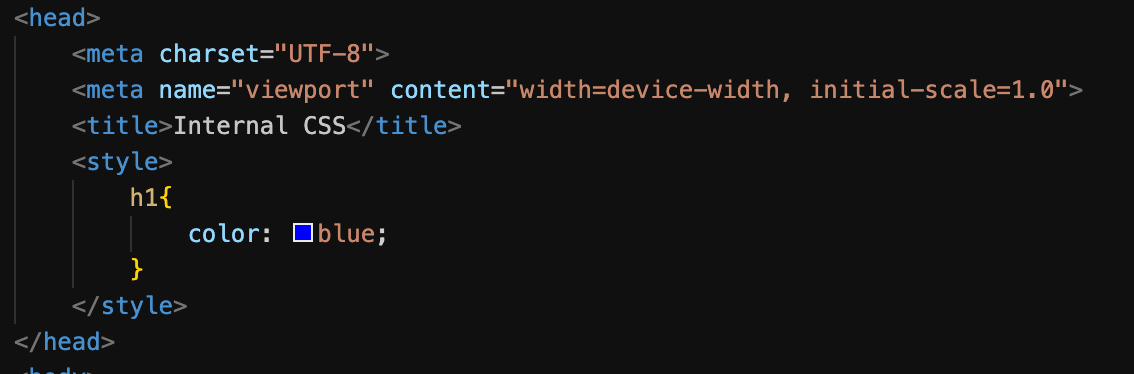 <head>
    <meta charset="UTF-8">
    <meta name="viewport" content="width=device-width, initial-scale=1.0">
    <title>Internal CSS</title>
    <style>
        h1{
            color: blue;
        }
    </style>
</head>
<body>